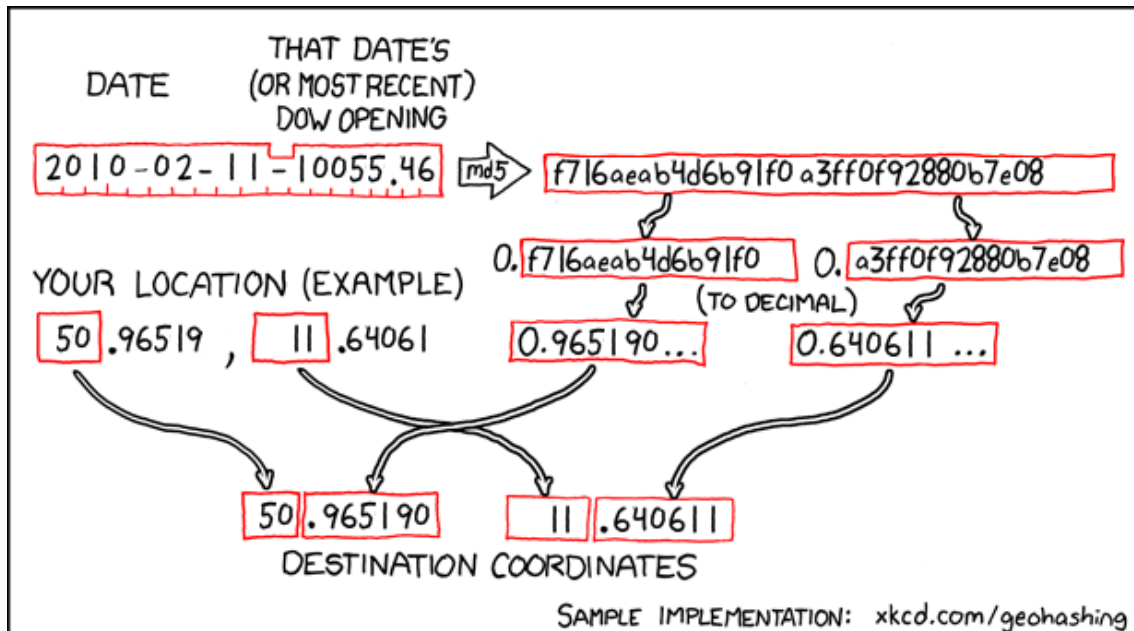 DATE
THAT DATE'S
(OR MOST RECENT)
DOW OPENING
2010-02-11-10055.46
md5
f716aeab4d6b91f0 a3ff0f92880b7e08
0. f716aeab4d6b91f0
0. a3ff0f92880b7e08
(TO DECIMAL)
YOUR LOCATION (EXAMPLE)
50.96519, 11.64061
0.965190...
0.640611...
50.965190
11.640611
DESTINATION COORDINATES
SAMPLE IMPLEMENTATION: xkcd.com/geohashing